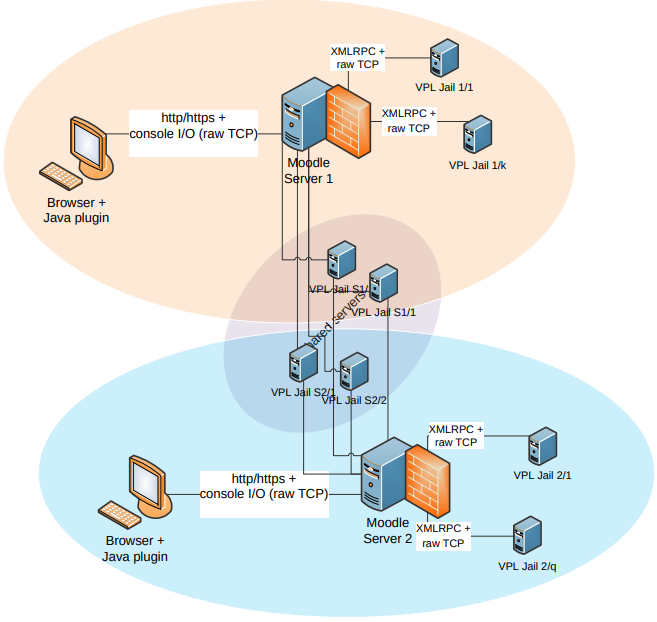 XMLRPC +
raw TCP
VPL Jail 1/1
http/https +
console I/O (raw TCP)
XMLRPC +
raw TCP
VPL Jail 1/k
Moodle
Server 1
Browser +
Java plugin
VPL Jail S1/
VPL Jail S1/1
servers
VPL Jail S2/1
VPL Jail S2/2
XMLRPC +
raw TCP
VPL Jail 2/1
http/https +
console I/O (raw TCP)
Moodle
Server 2
XMLRPC +
raw TCP
Browser +
Java plugin
VPL Jail 2/q